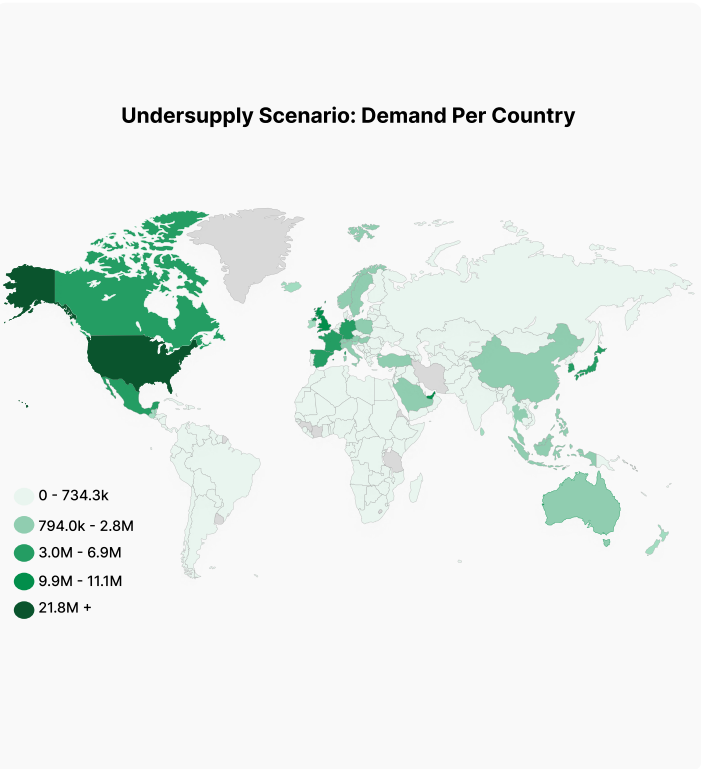 Undersupply Scenario: Demand Per Country
0 - 734.3k
794.0k - 2.8M
3.0M - 6.9M
9.9M - 11.1M
21.8M +